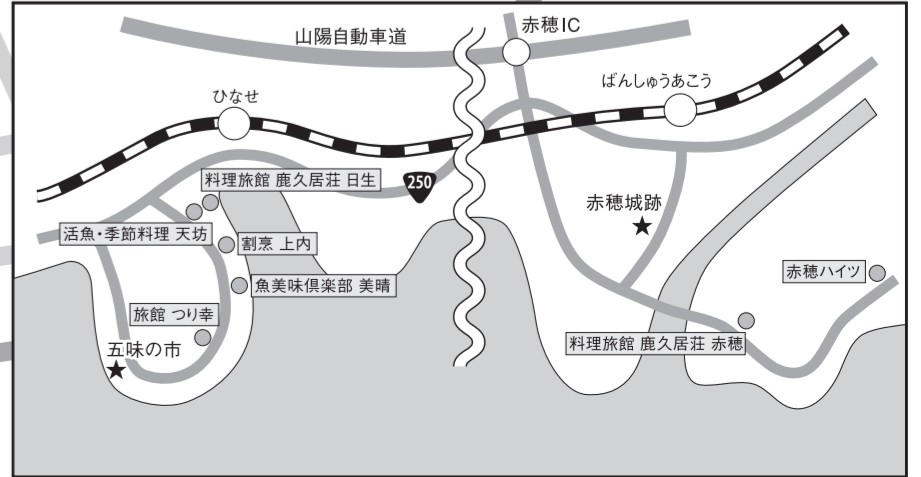 山陽自動車道
赤穂IC
ばんしゅうあこう
ひなせ
料理旅館 鹿久居荘 日生
250
赤穂城跡
活魚・季節料理 天坊
割烹 上内
赤穂ハイツ
魚美味倶楽部 美晴
旅館 つり幸
五味の市
料理旅館 鹿久居荘 赤穂